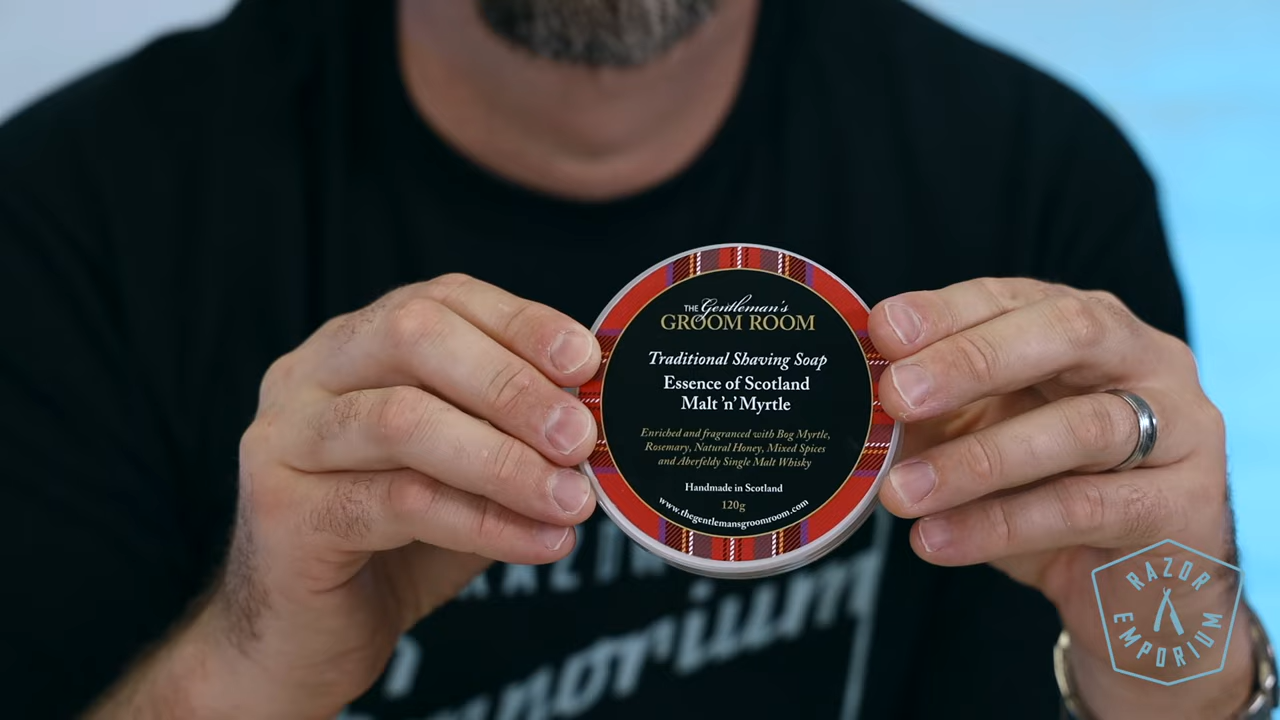 THE Gentleman's
GROOM ROOM
Traditional Shaving Soap
Essence of Scotland
Malt 'n' Myrtle
Enriched and fragranced with Bog Myrtle,
Rosemary, Natural Honey, Mixed Spices
and Aberfeldy Single Malt Whisky
Handmade in Scotland
120g
www.thegentlemansgroomroom.com
RAZOR
EMPORIUM